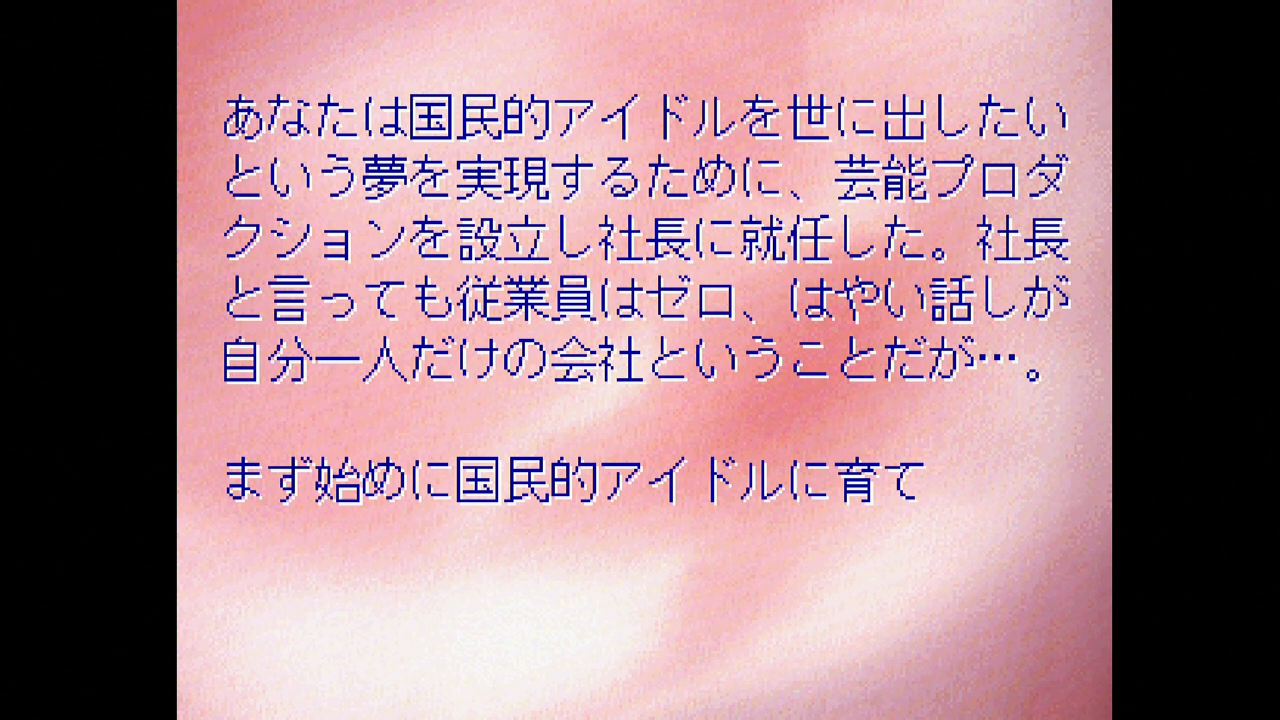 あなたは国民的アイドルを世に出したい
という夢を実現するために、芸能プロダ
クションを設立し社長に就任した。社長
と言っても従業員はゼロ、はやい話しが
自分一人だけの会社ということだが…。
まず始めに国民的アイドルに育て